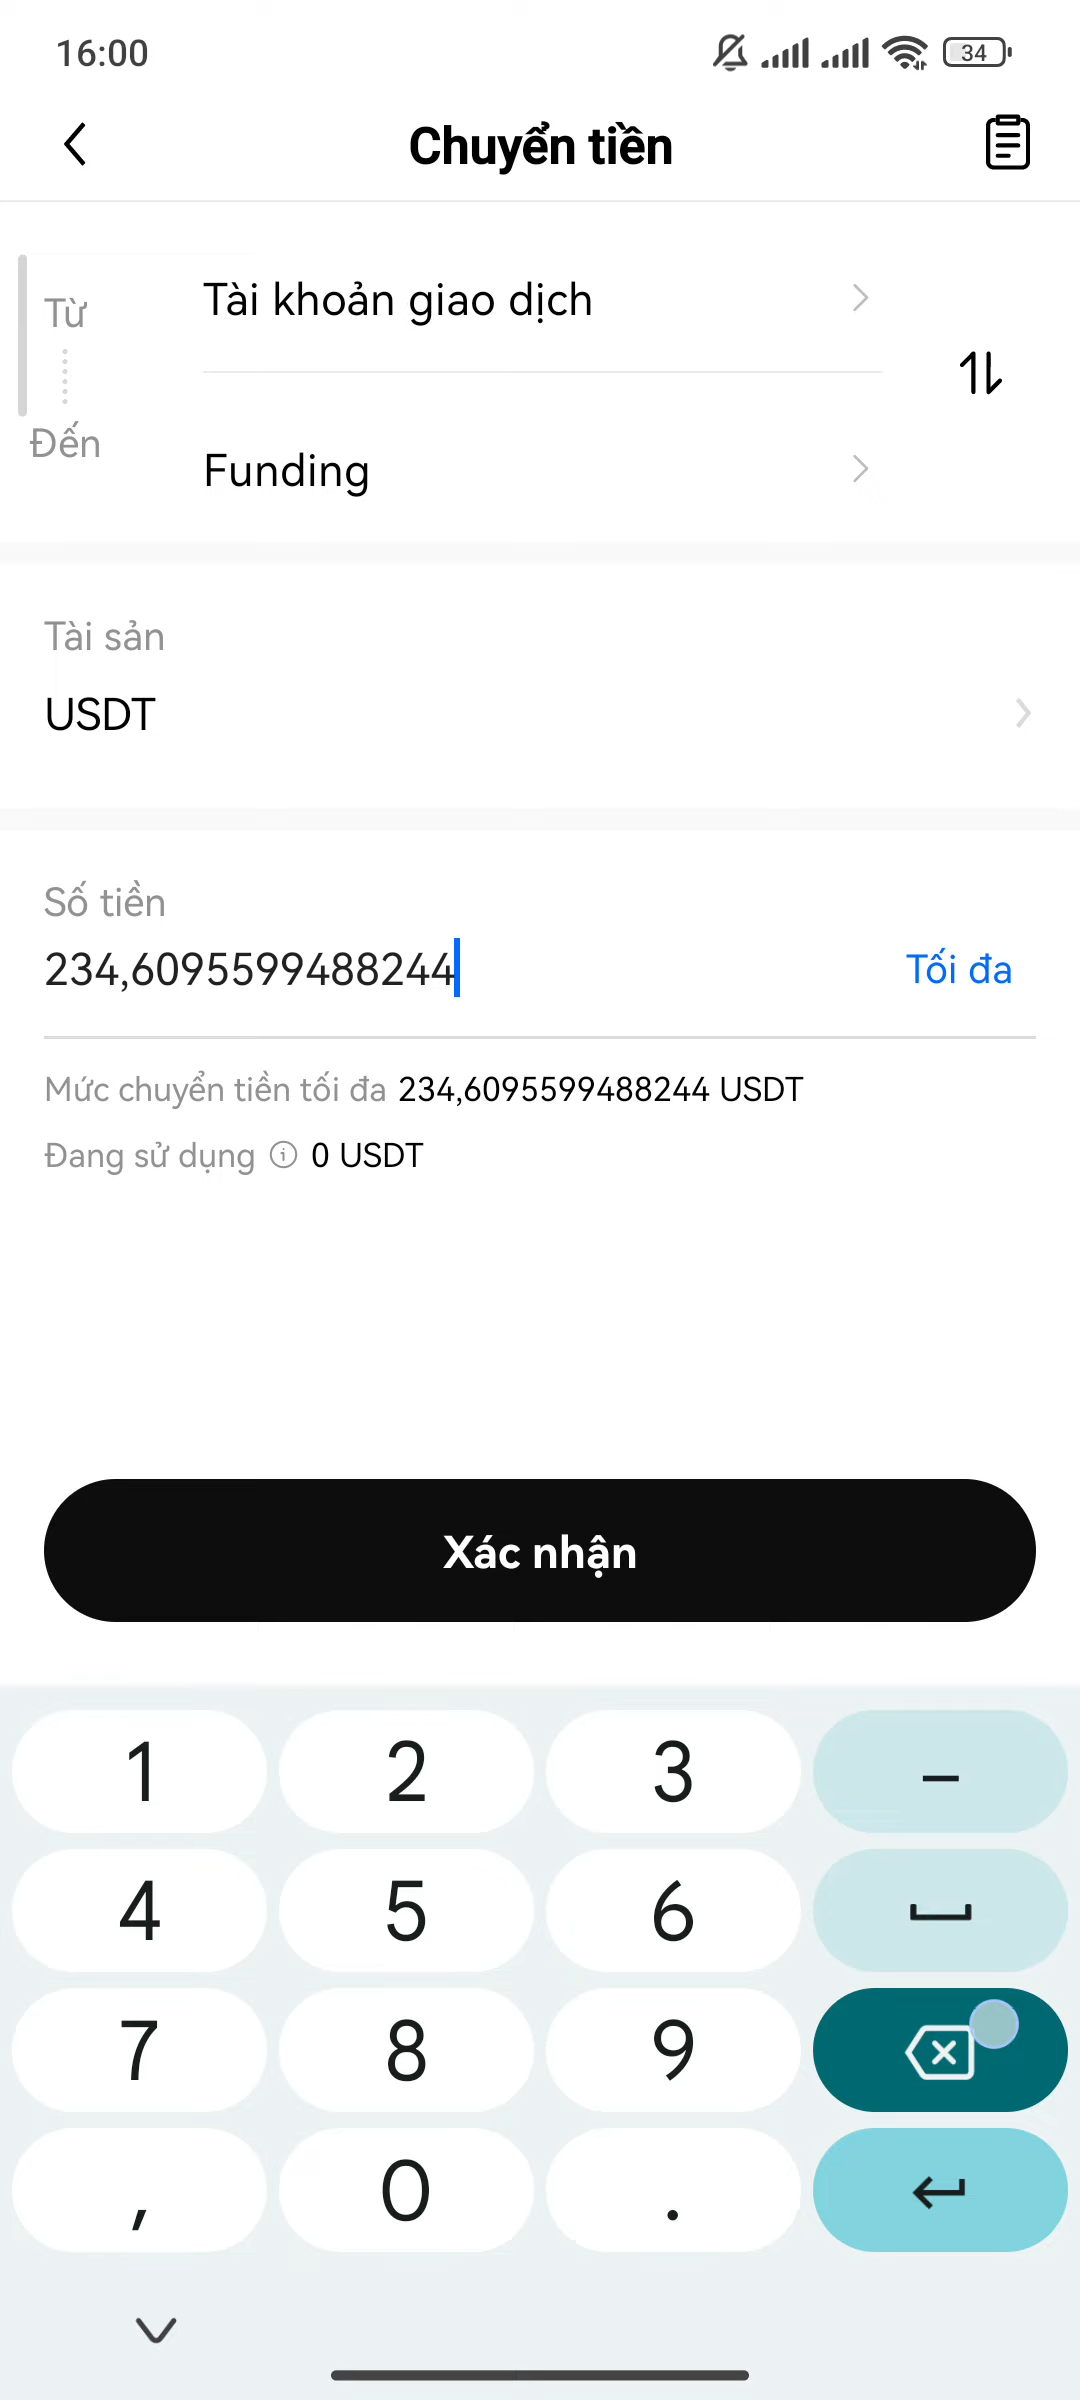 16:00
34
Chuyển tiền
Từ
Tài khoản giao dịch
Đến
Funding
Tài sản
USDT
Số tiền
234,6095599488244
Tối đa
Mức chuyển tiền tối đa 234,6095599488244 USDT
Đang sử dụng 0 USDT
Xác nhận
1 2 3 –
4 5 6
7 8 9
, 0 .